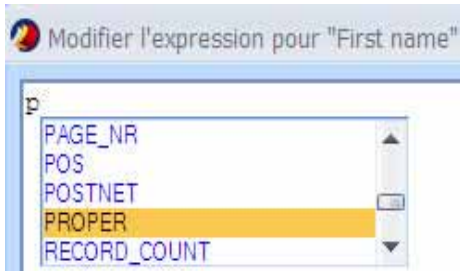 Modifier l'expression pour "First name"
p
PAGE_NR
POS
POSTNET
PROPER
RECORD_COUNT